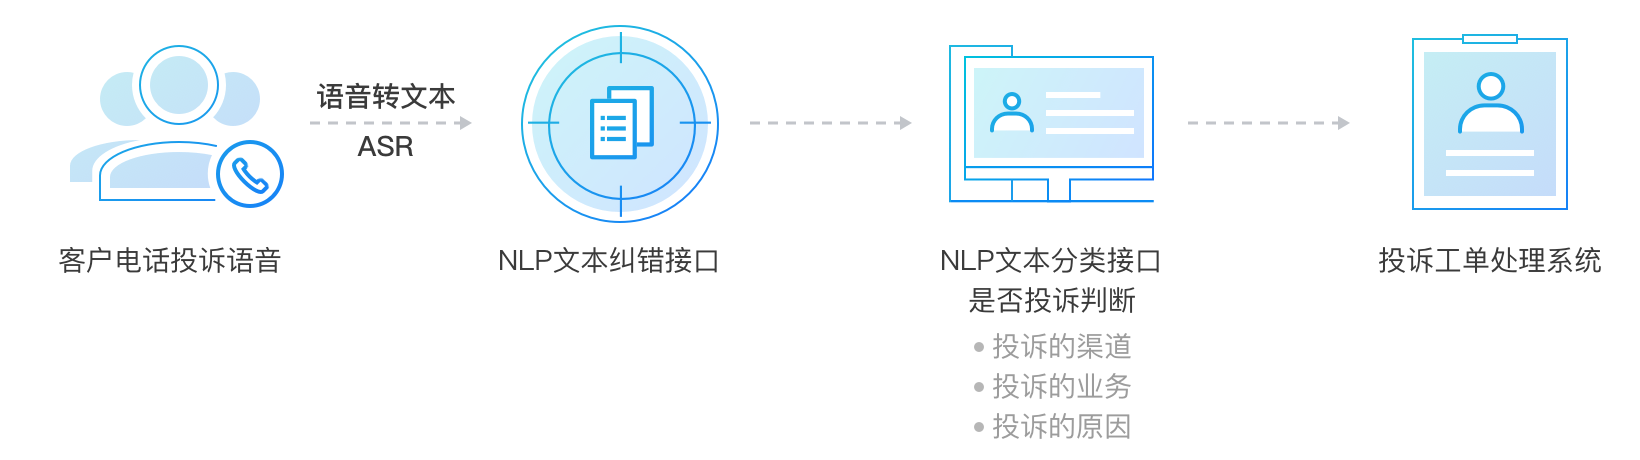 语音转文本
ASR
客户电话投诉语音
NLP文本纠错接口
NLP文本分类接口
是否投诉判断
• 投诉的渠道
• 投诉的业务
• 投诉的原因
投诉工单处理系统